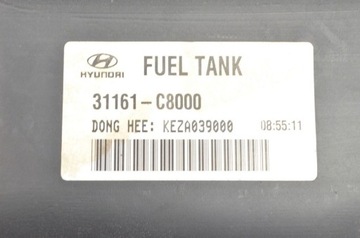 HYUNDAI
FUEL TANK
31161-C8000
DONG HEE: KEZA039000 08:55:11